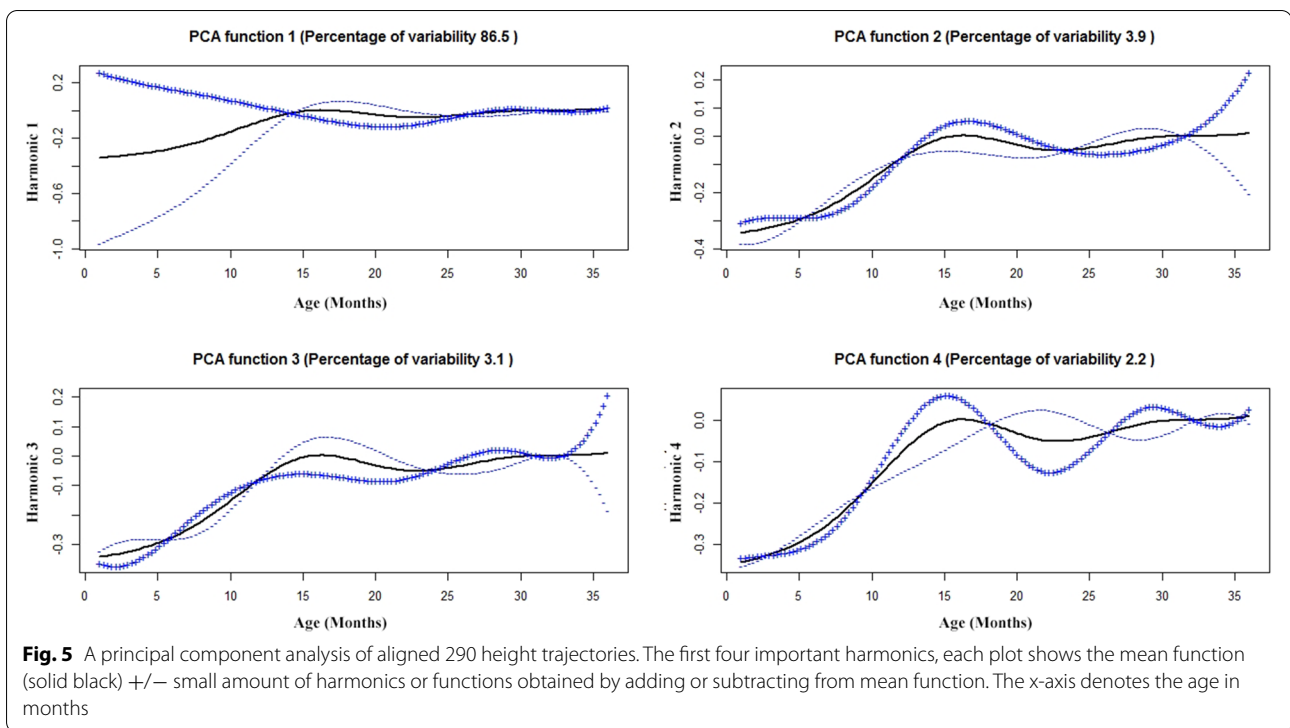 PCA function 1 (Percentage of variability 86.5 )
Harmonic 1
0.2
-0.2
-0.6
-1.0
0 5 10 15 20 25 30 35
Age (Months)
PCA function 2 (Percentage of variability 3.9 )
Harmonic 2
0.2
0.1
0.0
-0.2
-0.4
0 5 10 15 20 25 30 35
Age (Months)
PCA function 3 (Percentage of variability 3.1 )
Harmonic 3
0.2
0.1
0.0
-0.1
-0.3
0 5 10 15 20 25 30 35
Age (Months)
PCA function 4 (Percentage of variability 2.2 )
Harmonic 4
0.0
-0.1
-0.2
-0.3
0 5 10 15 20 25 30 35
Age (Months)
Fig. 5 A principal component analysis of aligned 290 height trajectories. The first four important harmonics, each plot shows the mean function
(solid black) +/− small amount of harmonics or functions obtained by adding or subtracting from mean function. The x-axis denotes the age in
months